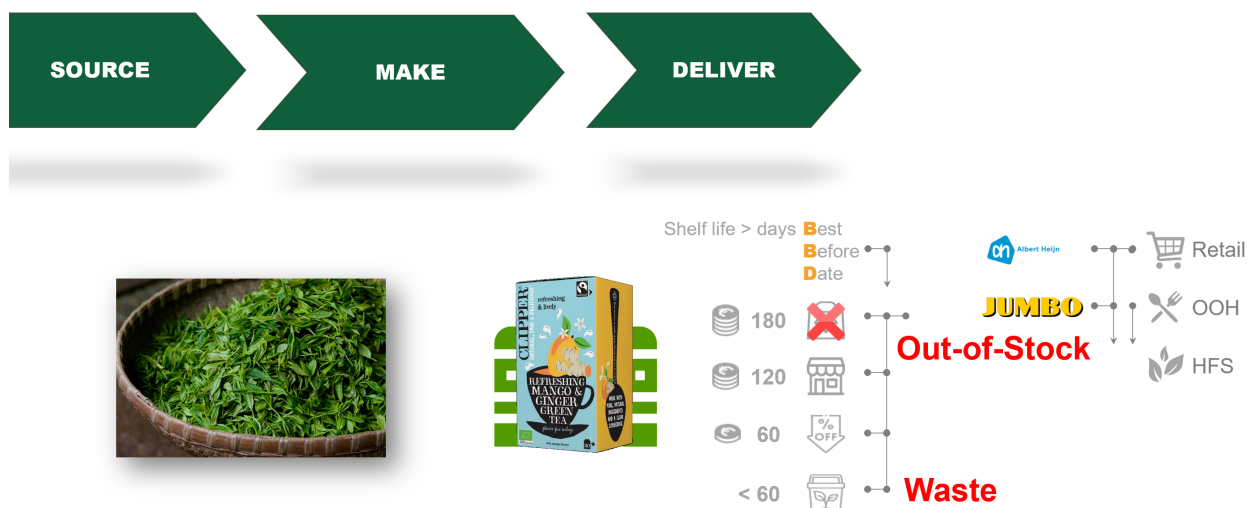 SOURCE
MAKE
DELIVER
Shelf life > days Best
Before
Date
Albert Heijn
Retail
JUMBO
OOH
HFS
180
Out-of-Stock
120
60
% OFF
< 60
Waste
CLIPPER
refreshing
& lively
REFRESHING
MANGO &
GINGER
GREEN
TEA